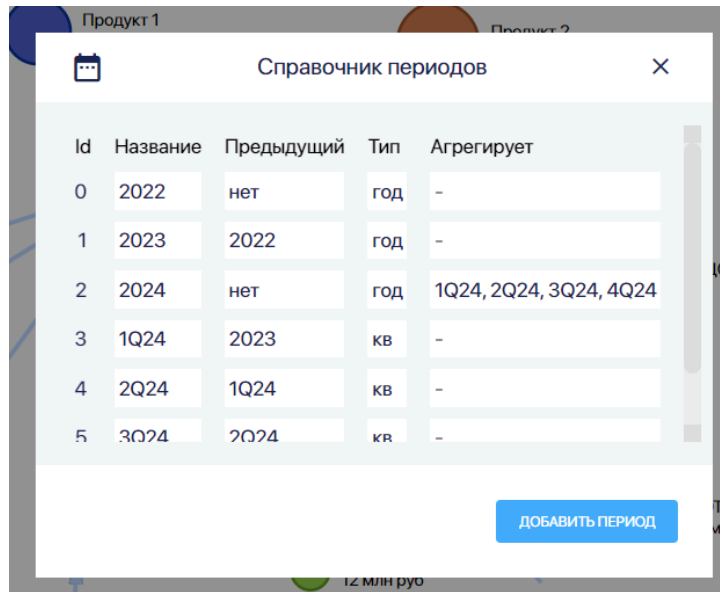 Продукт 1
Продукт 2
Справочник периодов
Id Название Предыдущий Тип Агрегирует
0 2022 нет год -
1 2023 2022 год -
2 2024 нет год 1Q24, 2Q24, 3Q24, 4Q24
3 1Q24 2023 кв -
4 2Q24 1Q24 кв -
5 3Q24 2Q24 кв -
ДОБАВИТЬ ПЕРИОД
12 млн руб